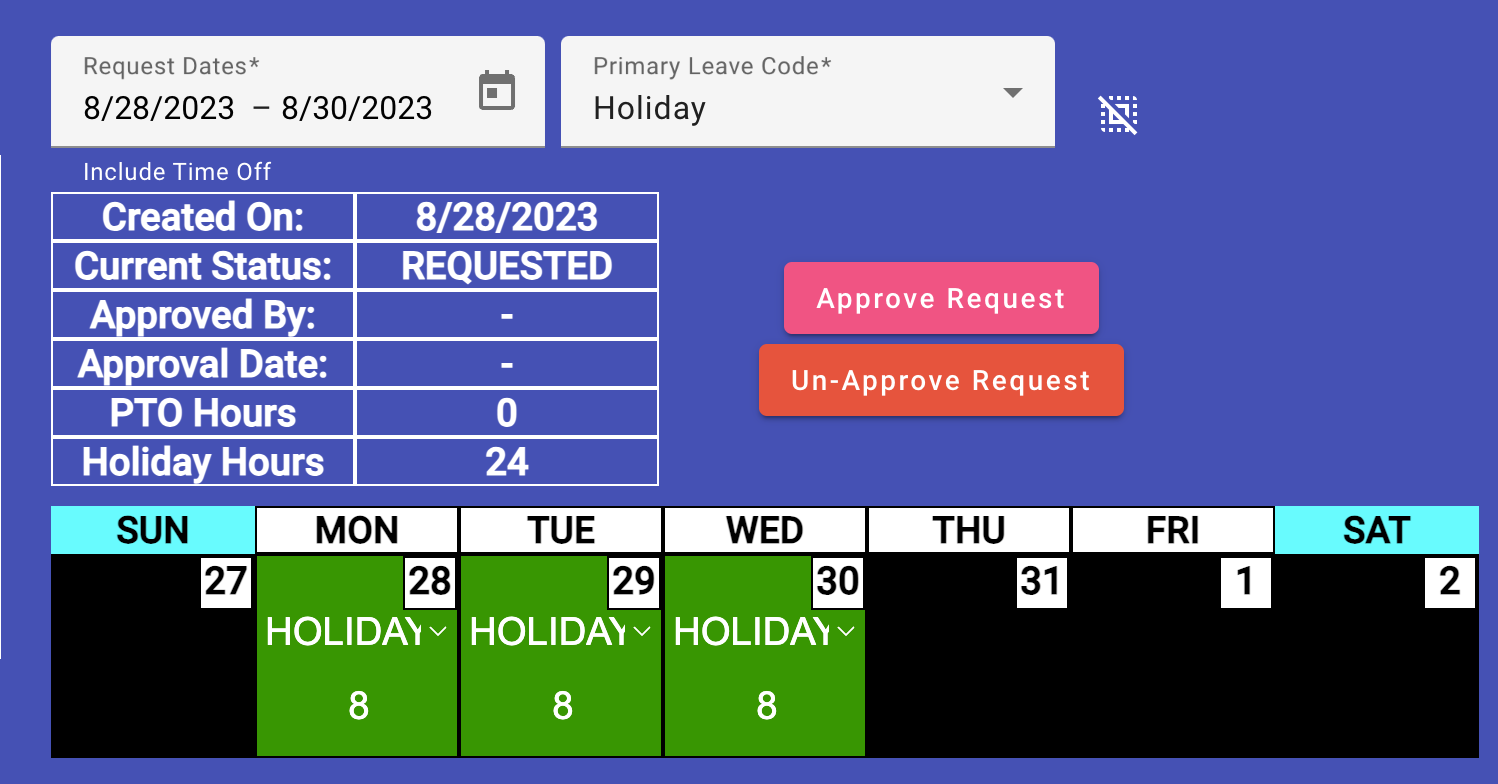 Request Dates*
8/28/2023 – 8/30/2023
Primary Leave Code*
Holiday
Include Time Off
Created On: 8/28/2023
Current Status: REQUESTED
Approved By: -
Approval Date: -
PTO Hours 0
Holiday Hours 24
Approve Request
Un-Approve Request
SUN MON TUE WED THU FRI SAT
27 28 29 30 31 1 2
HOLIDAY HOLIDAY HOLIDAY
8 8 8